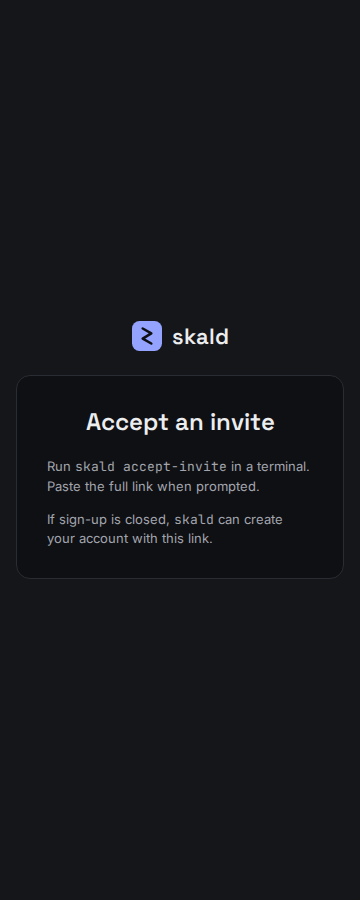 skald
Accept an invite
Run skald accept-invite in a terminal.
Paste the full link when prompted.
If sign-up is closed, skald can create
your account with this link.